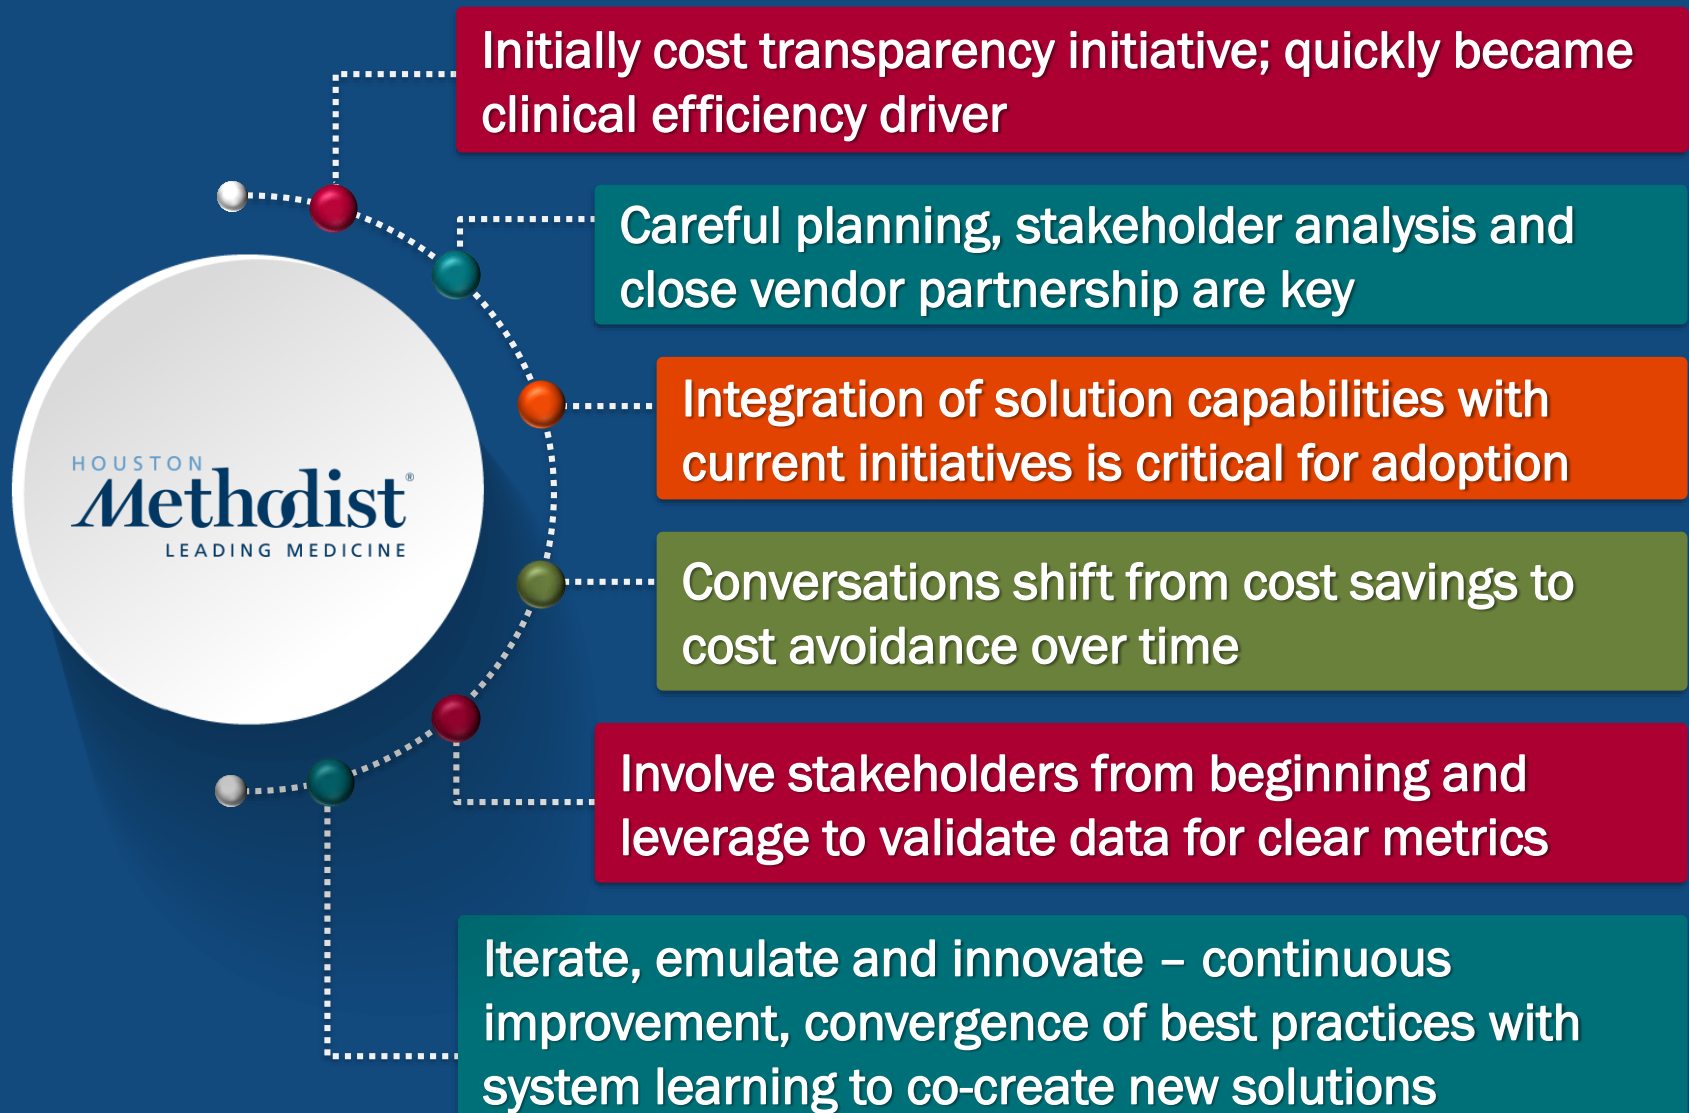 Initially cost transparency initiative; quickly became
clinical efficiency driver
Careful planning, stakeholder analysis and
close vendor partnership are key
Integration of solution capabilities with
current initiatives is critical for adoption
HOUSTON
Methodist®
LEADING MEDICINE
Conversations shift from cost savings to
cost avoidance over time
Involve stakeholders from beginning and
leverage to validate data for clear metrics
Iterate, emulate and innovate – continuous
improvement, convergence of best practices with
system learning to co-create new solutions